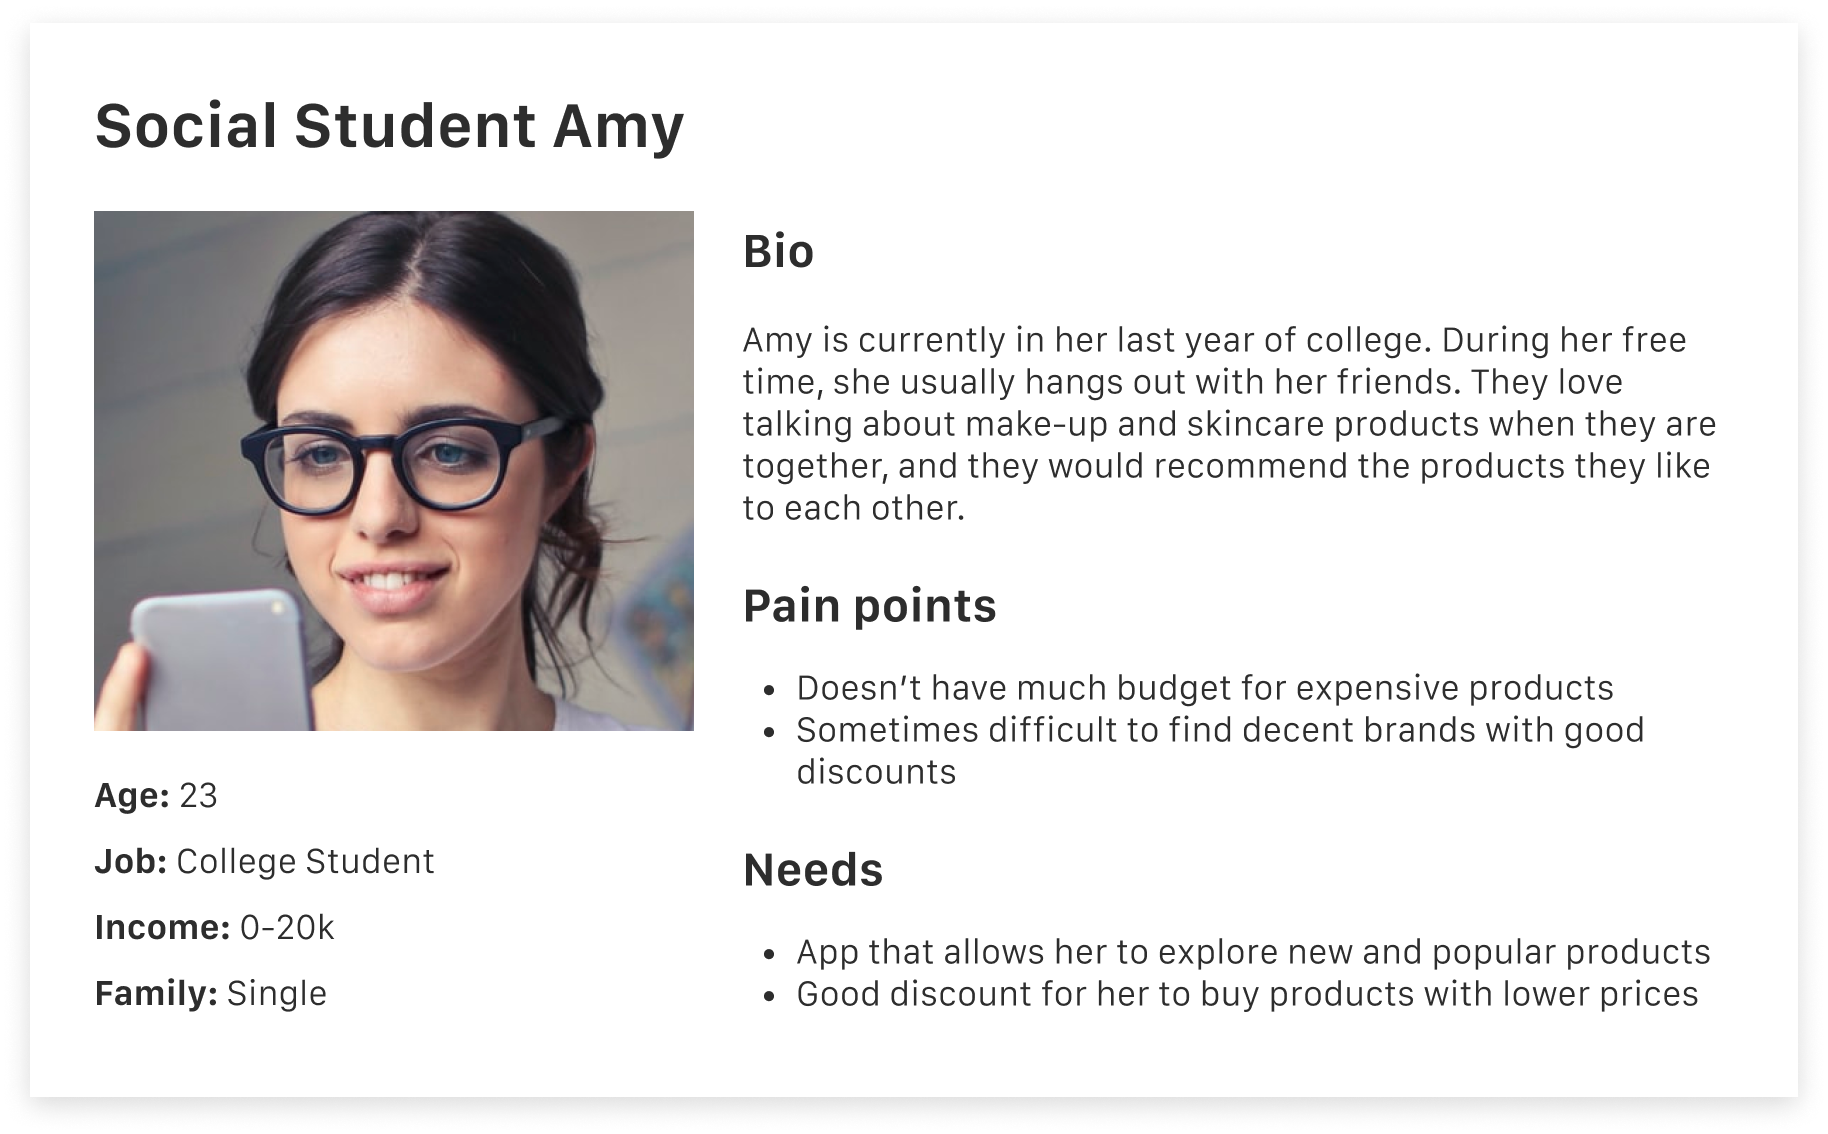 Social Student Amy
Bio
Amy is currently in her last year of college. During her free
time, she usually hangs out with her friends. They love
talking about make-up and skincare products when they are
together, and they would recommend the products they like
to each other.
Pain points
• Doesn’t have much budget for expensive products
• Sometimes difficult to find decent brands with good
discounts
Needs
• App that allows her to explore new and popular products
• Good discount for her to buy products with lower prices
Age: 23
Job: College Student
Income: 0-20k
Family: Single